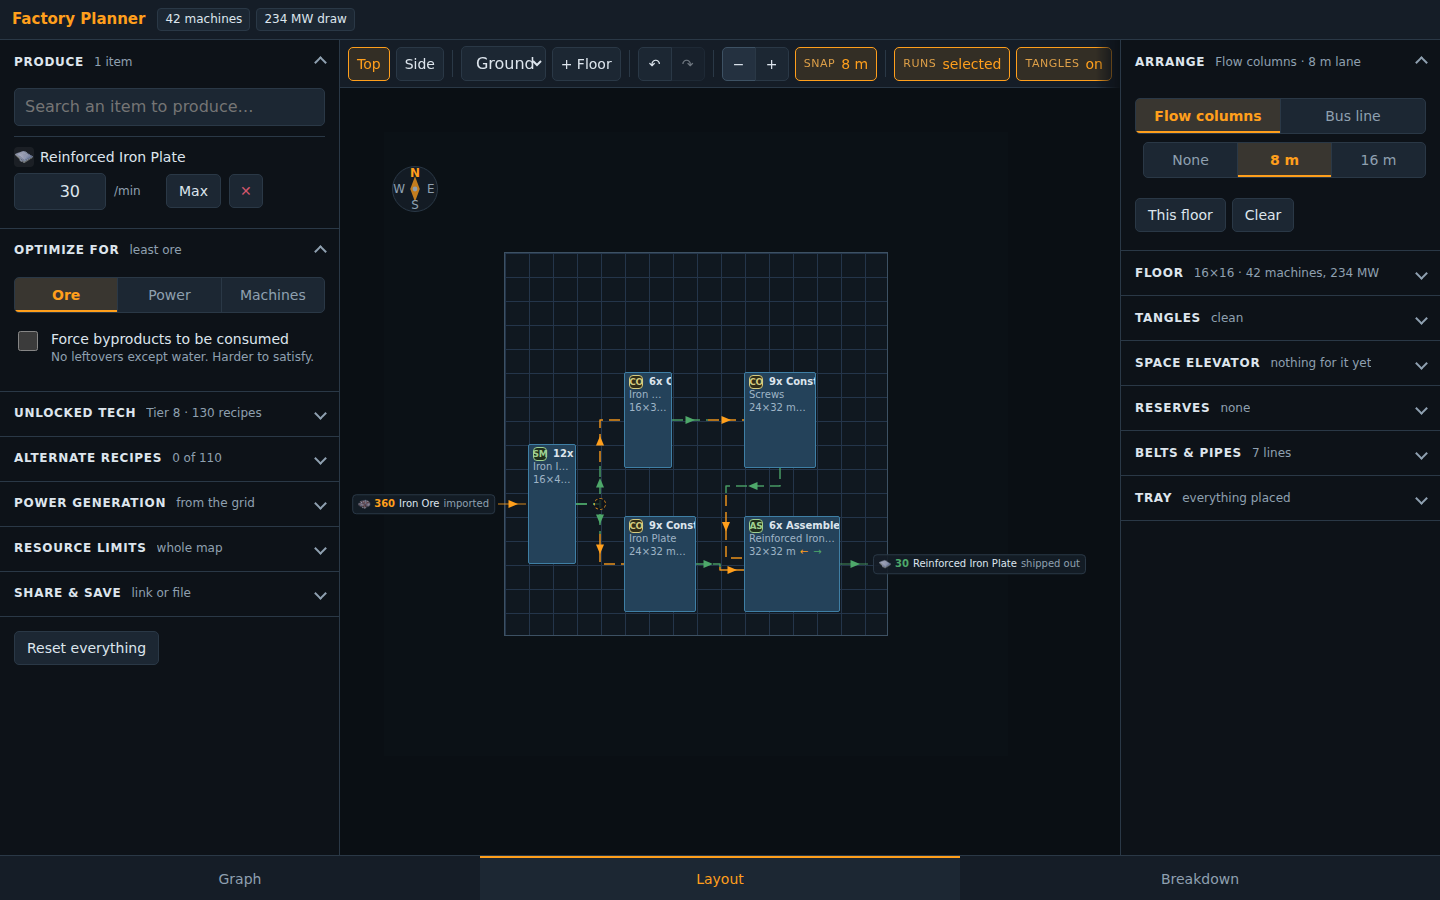 Factory Planner 42 machines 234 MW draw
PRODUCE 1 item
Search an item to produce...
Reinforced Iron Plate
30 /min Max ✕
OPTIMIZE FOR least ore
Ore Power Machines
Force byproducts to be consumed
No leftovers except water. Harder to satisfy.
UNLOCKED TECH Tier 8 · 130 recipes
ALTERNATE RECIPES 0 of 110
POWER GENERATION from the grid
RESOURCE LIMITS whole map
SHARE & SAVE link or file
Reset everything
Top Side Ground + Floor ↶ ↷ − + SNAP 8 m RUNS selected TANGLES on
N
W E
S
CO 6x C
Iron ...
16×3...
CO 9x Const
Screws
24×32 m...
SM 12x
Iron I...
16×4...
360 Iron Ore imported
CO 9x Const
Iron Plate
24×32 m...
AS 6x Assemble
Reinforced Iron...
32×32 m ← →
30 Reinforced Iron Plate shipped out
ARRANGE Flow columns · 8 m lane
Flow columns Bus line
None 8 m 16 m
This floor Clear
FLOOR 16×16 · 42 machines, 234 MW
TANGLES clean
SPACE ELEVATOR nothing for it yet
RESERVES none
BELTS & PIPES 7 lines
TRAY everything placed
Graph Layout Breakdown